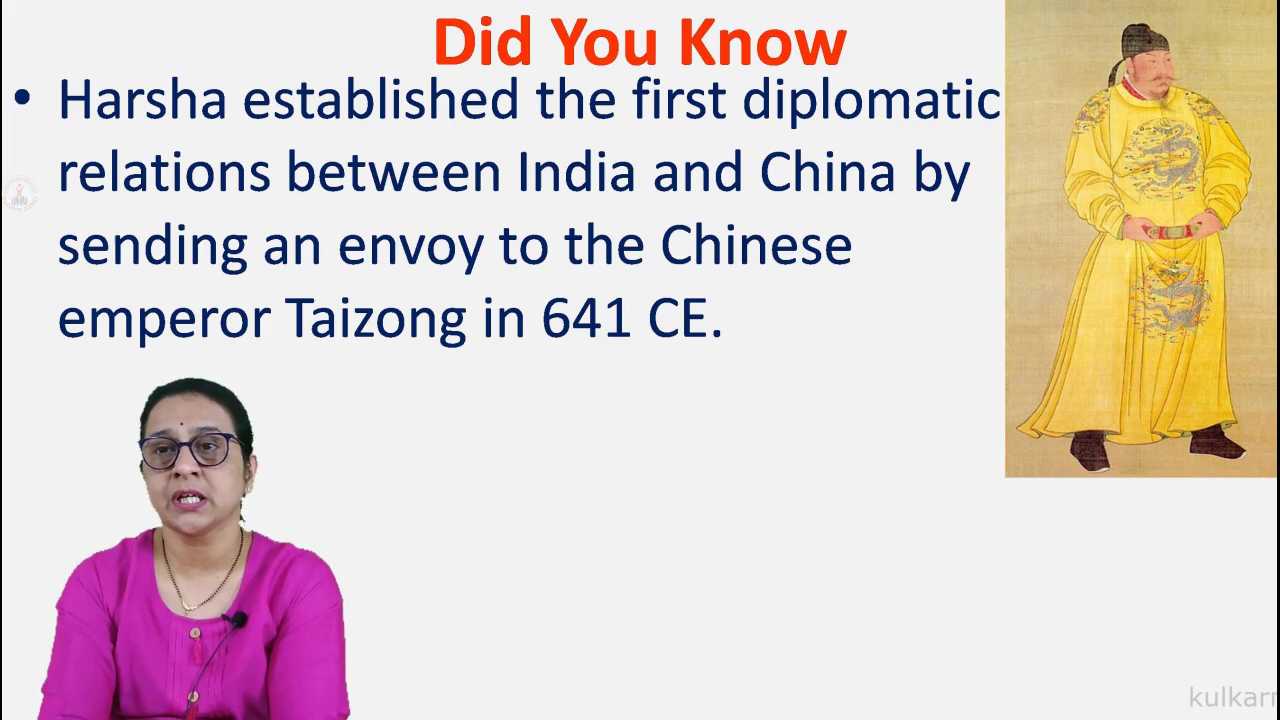 Did You Know
• Harsha established the first diplomatic
relations between India and China by
sending an envoy to the Chinese
emperor Taizong in 641 CE.